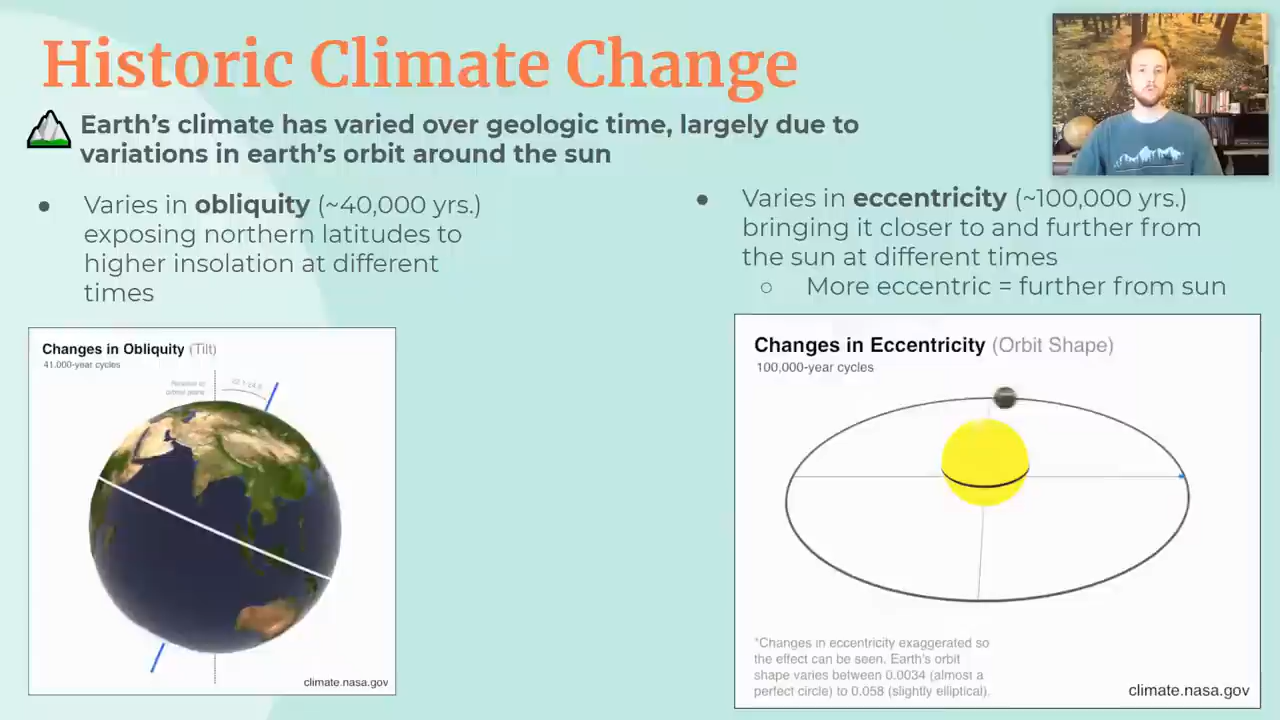 Historic Climate Change
Earth's climate has varied over geologic time, largely due to
variations in earth's orbit around the sun
● Varies in obliquity (~40,000 yrs.)
exposing northern latitudes to
higher insolation at different
times
● Varies in eccentricity (~100,000 yrs.)
bringing it closer to and further from
the sun at different times
○ More eccentric = further from sun
Changes in Obliquity (Tilt)
41,000-year cycles
orbital plane
climate.nasa.gov
Changes in Eccentricity (Orbit Shape)
100,000-year cycles
*Changes in eccentricity exaggerated so
the effect can be seen. Earth's orbit
shape varies between 0.0034 (almost a
perfect circle) to 0.058 (slightly elliptical).
climate.nasa.gov